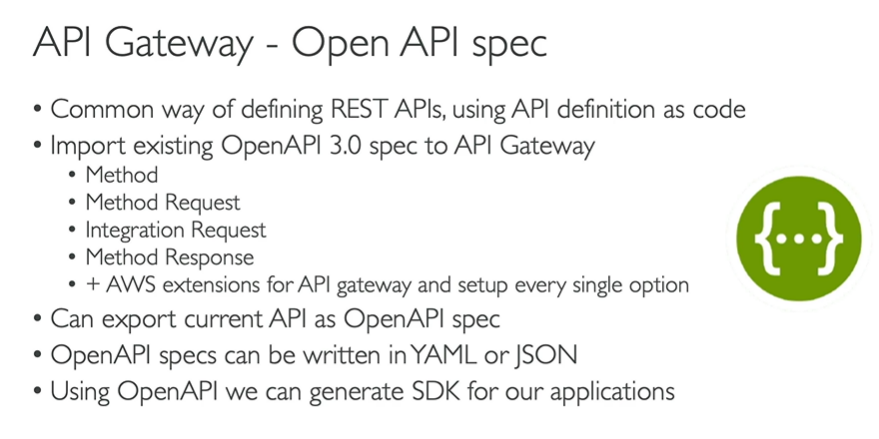 API Gateway - Open API spec
• Common way of defining REST APIs, using API definition as code
• Import existing OpenAPI 3.0 spec to API Gateway
• Method
• Method Request
• Integration Request
• Method Response
• + AWS extensions for API gateway and setup every single option
• Can export current API as OpenAPI spec
• OpenAPI specs can be written in YAML or JSON
• Using OpenAPI we can generate SDK for our applications
{...}